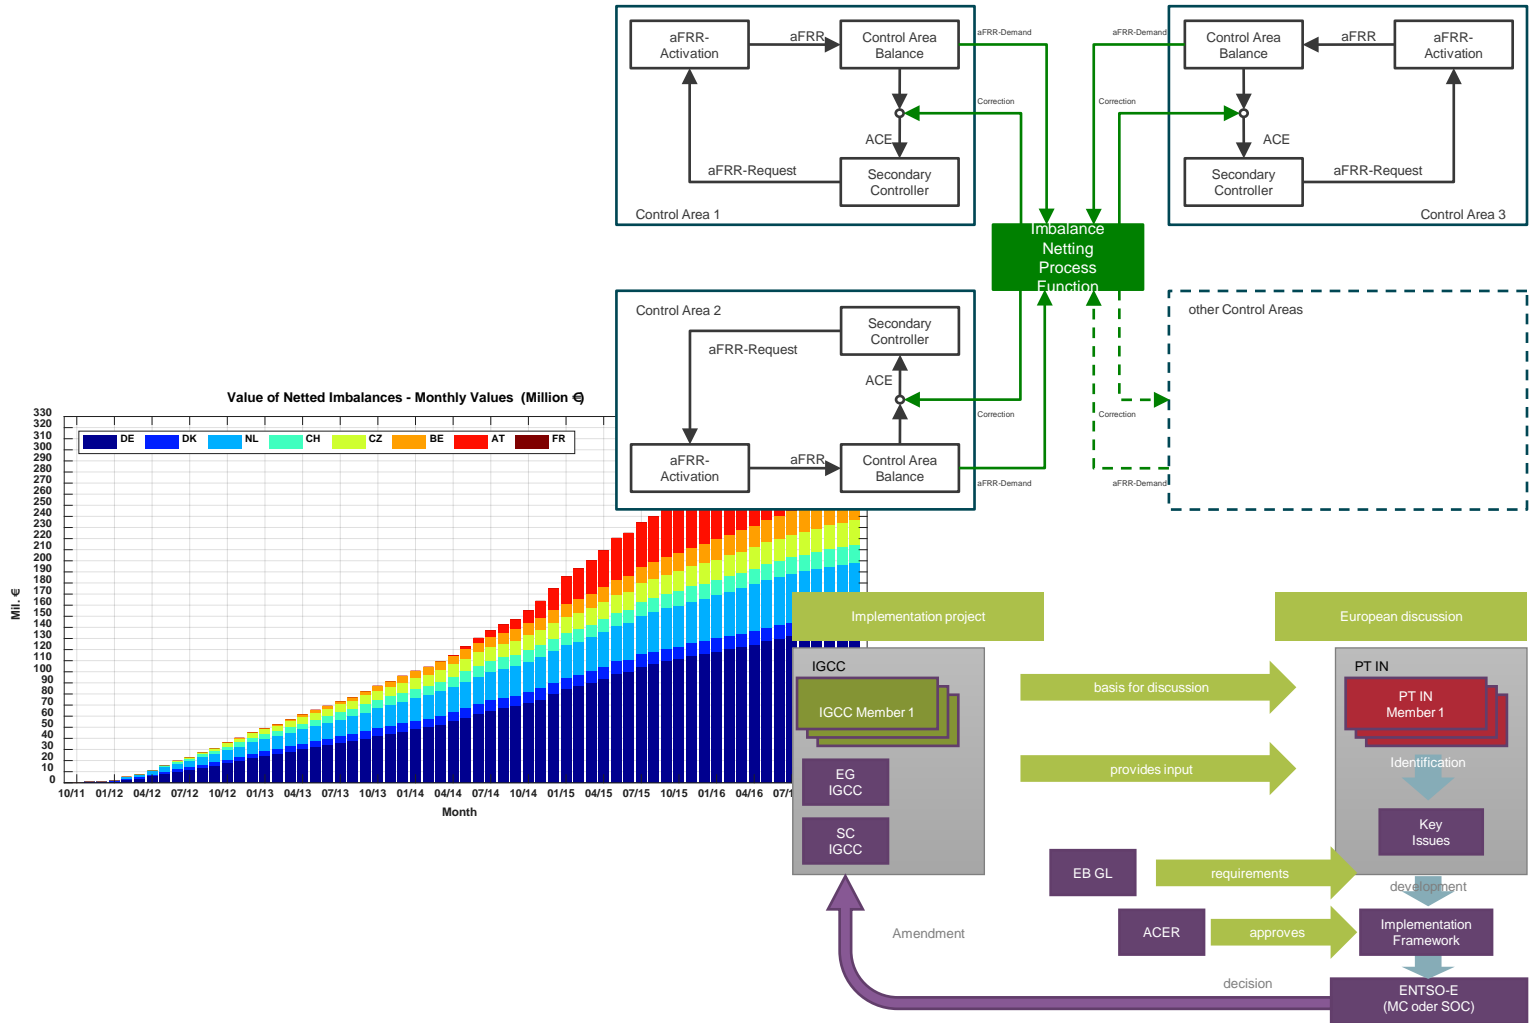 aFRR-
Activation
aFRR
Control Area
Balance
aFRR-Demand
Correction
ACE
aFRR-Request
Secondary
Controller
Control Area 1
aFRR-Demand
Control Area
Balance
aFRR
aFRR-
Activation
Correction
ACE
aFRR-Request
Secondary
Controller
Control Area 3
Imbalance
Netting
Process
Function
Control Area 2
Secondary
Controller
aFRR-Request
ACE
Correction
aFRR-
Activation
aFRR
Control Area
Balance
aFRR-Demand
other Control Areas
Correction
aFRR-Demand
Value of Netted Imbalances - Monthly Values (Million €)
Mil. €
330
320
310
300
290
280
270
260
250
240
230
220
210
200
190
180
170
160
150
140
130
120
110
100
90
80
70
60
50
40
30
20
10
0
DE DK NL CH CZ BE AT FR
10/11 01/12 04/12 07/12 10/12 01/13 04/13 07/13 10/13 01/14 04/14 07/14 10/14 01/15 04/15 07/15 10/15 01/16 04/16
Month
Implementation project
European discussion
IGCC
IGCC Member 1
EG
IGCC
SC
IGCC
basis for discussion
provides input
PT IN
PT IN
Member 1
Identification
Key
Issues
EB GL
requirements
development
ACER
approves
Implementation
Framework
Amendment
decision
ENTSO-E
(MC oder SOC)